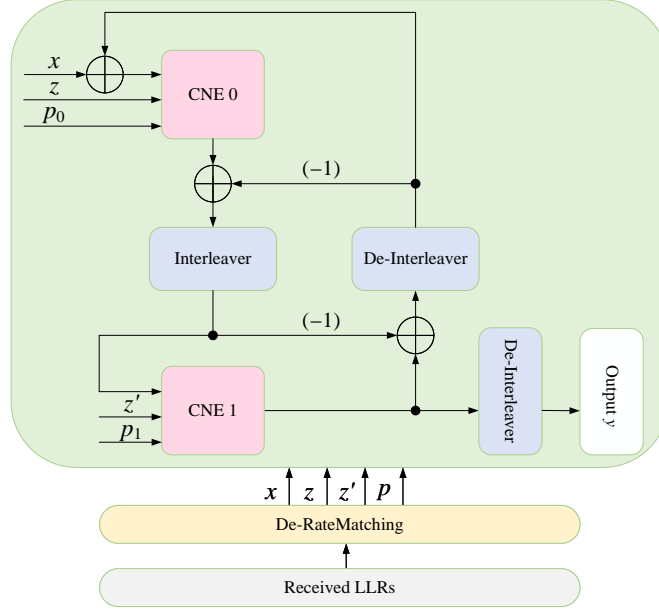 x
z
p₀
CNE 0
(−1)
Interleaver
De-Interleaver
(−1)
z′
p₁
CNE 1
De-Interleaver
Output y
x z z′ p
De-RateMatching
Received LLRs